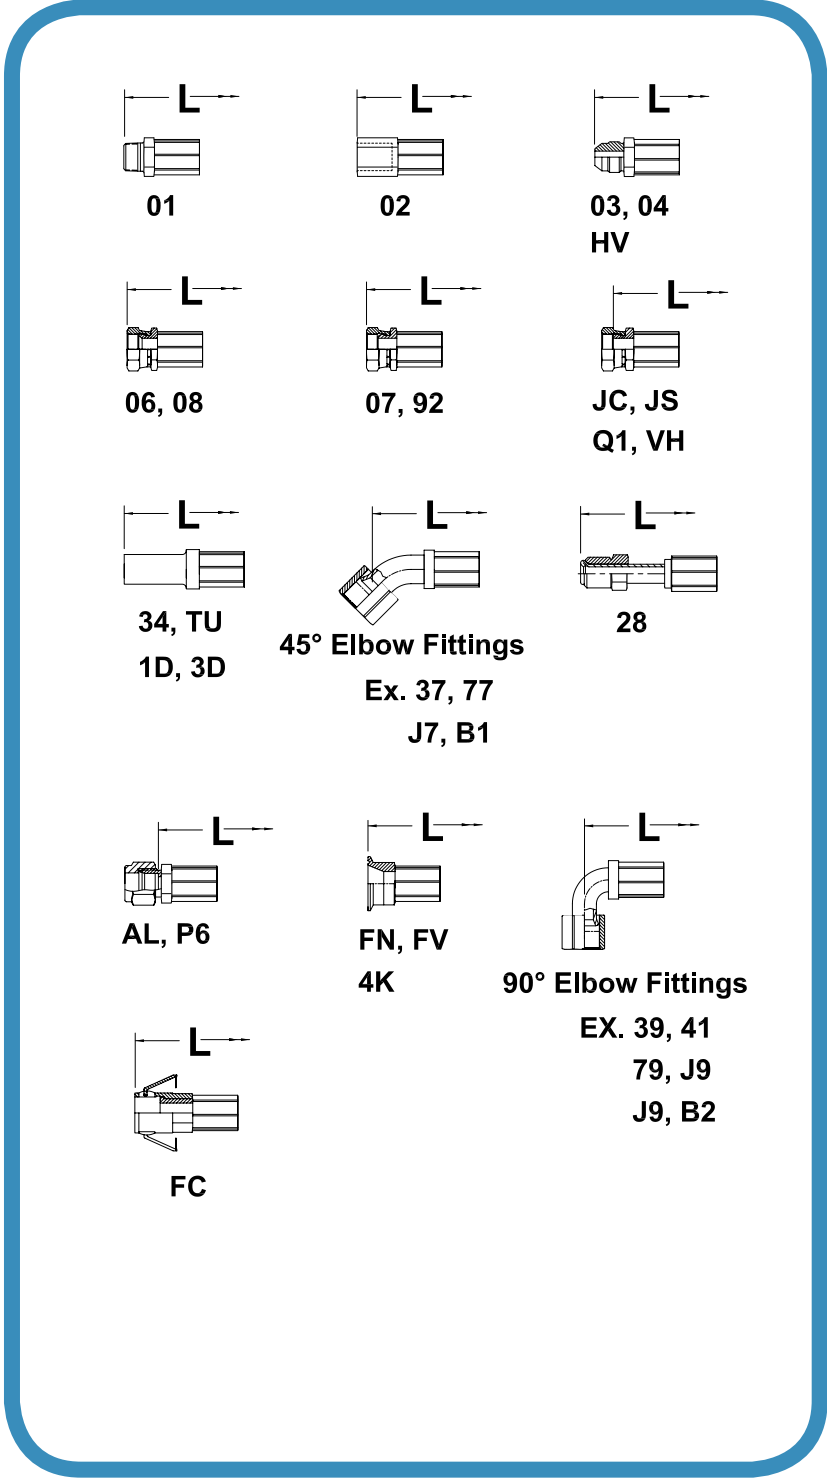 L L L
01 02 03, 04
HV
L L L
06, 08 07, 92 JC, JS
Q1, VH
L L L
34, TU 28
1D, 3D
45° Elbow Fittings
Ex. 37, 77
J7, B1
L L L
AL, P6 FN, FV
4K
90° Elbow Fittings
EX. 39, 41
79, J9
J9, B2
L
FC